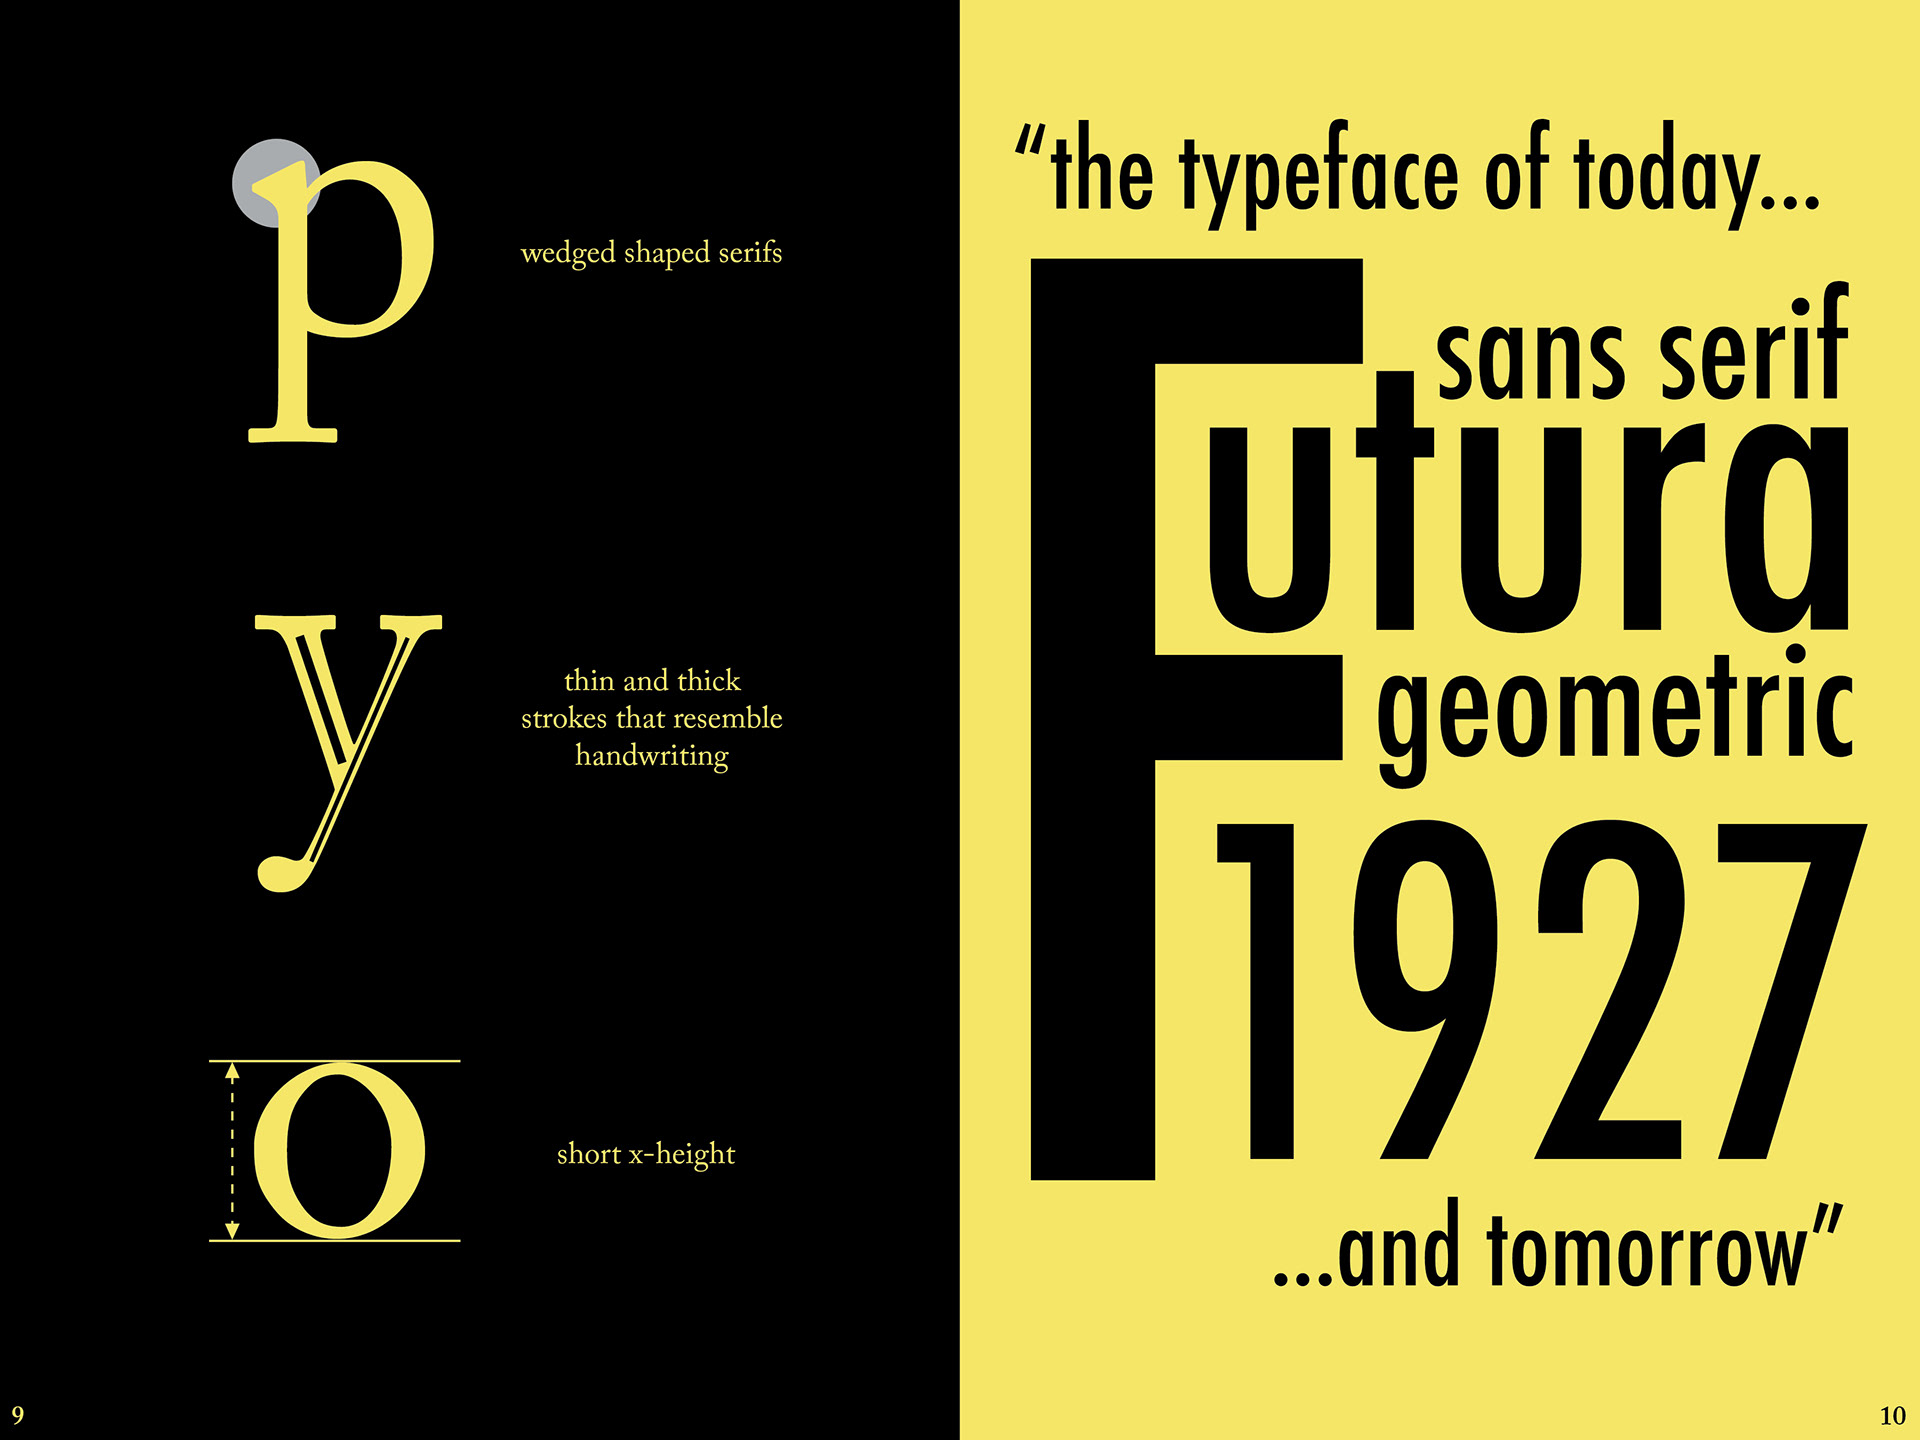 p
wedged shaped serifs
y
thin and thick
strokes that resemble
handwriting
o
short x-height
9
“the typeface of today...
sans serif
Futura
geometric
1927
...and tomorrow”
10